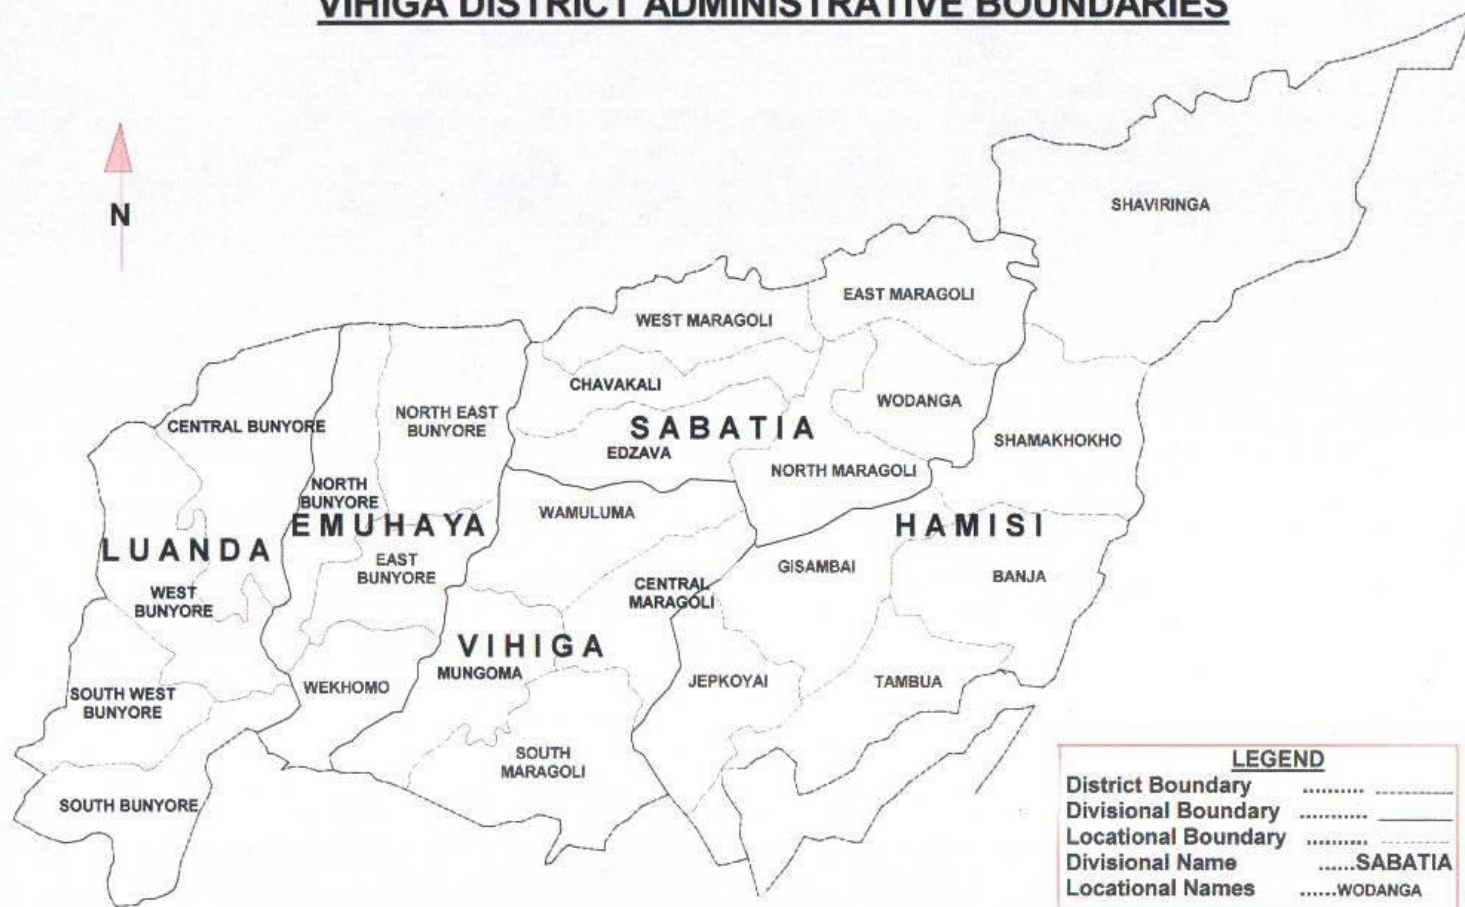 VIHIGA DISTRICT ADMINISTRATIVE BOUNDARIES
N
SHAVIRINGA
EAST MARAGOLI
WEST MARAGOLI
CHAVAKALI
WODANGA
CENTRAL BUNYORE
NORTH EAST
BUNYORE
SABATIA
EDZAVA
SHAMAKHOKHO
NORTH MARAGOLI
NORTH
BUNYORE
WAMULUMA
EMUHAYA
HAMISI
LUANDA
EAST
BUNYORE
GISAMBAI
BANJA
WEST
BUNYORE
CENTRAL
MARAGOLI
VIHIGA
MUNGOMA
WEKHOMO
JEPKOYAI
TAMBUA
SOUTH WEST
BUNYORE
SOUTH
MARAGOLI
SOUTH BUNYORE
LEGEND
District Boundary ..........
Divisional Boundary ...........
Locational Boundary ..........
Divisional Name ......SABATIA
Locational Names ......WODANGA